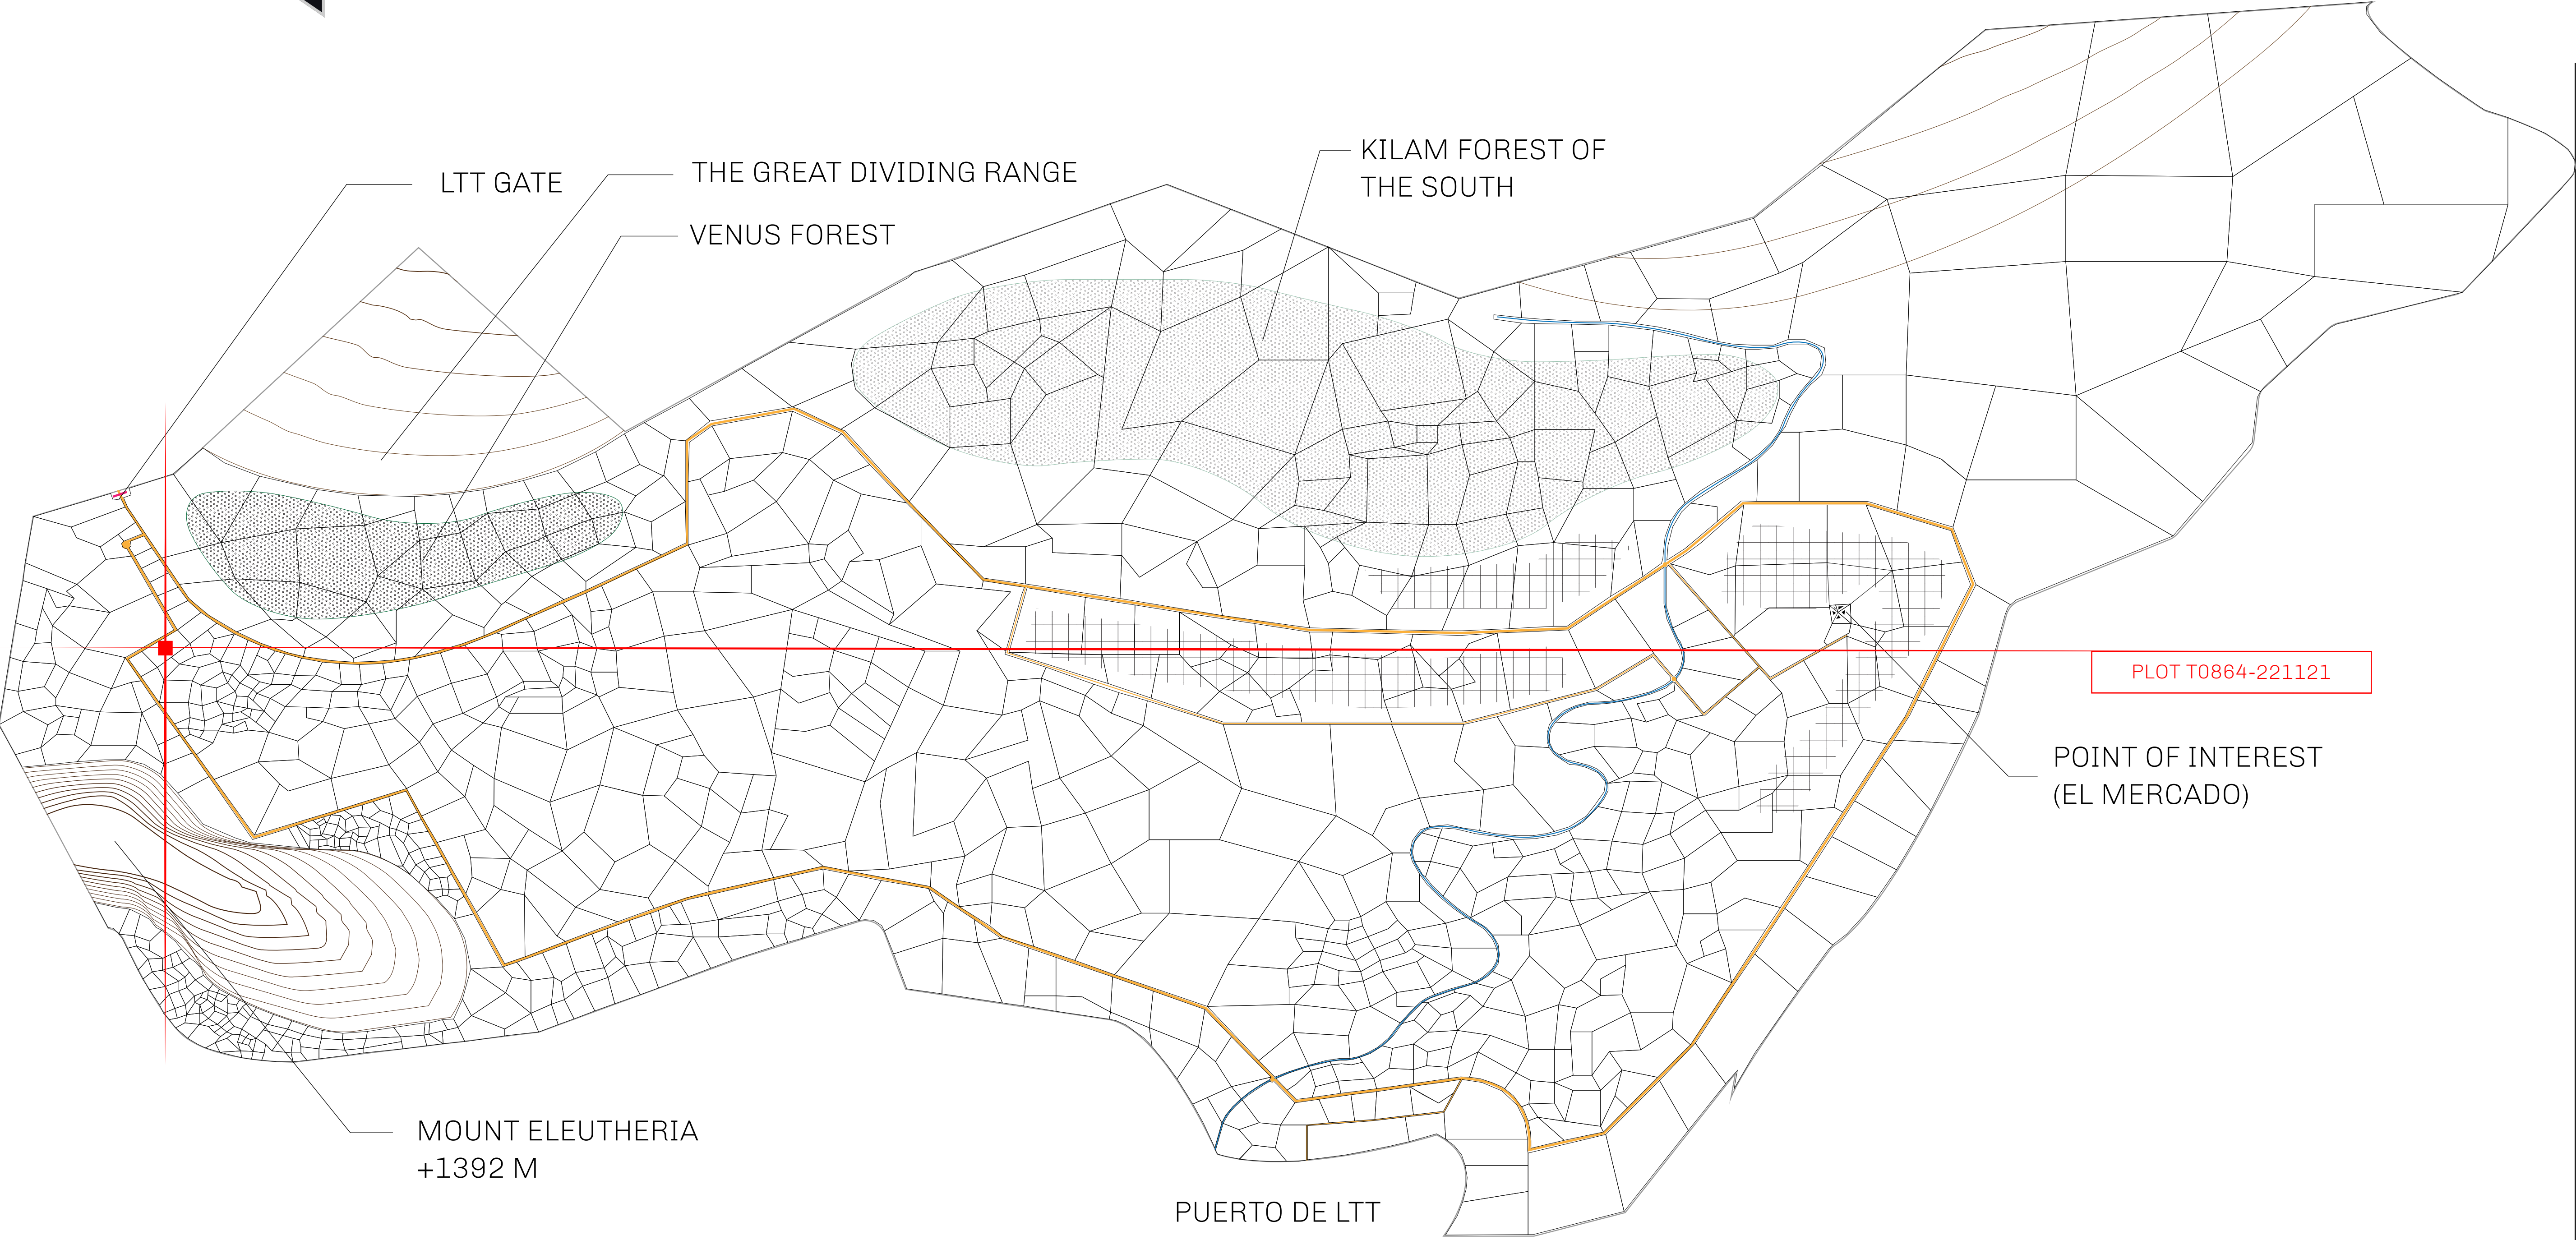 LTT GATE
THE GREAT DIVIDING RANGE
VENUS FOREST
KILAM FOREST OF
THE SOUTH
PLOT T0864-221121
POINT OF INTEREST
(EL MERCADO)
MOUNT ELEUTHERIA
+1392 M
PUERTO DE LTT